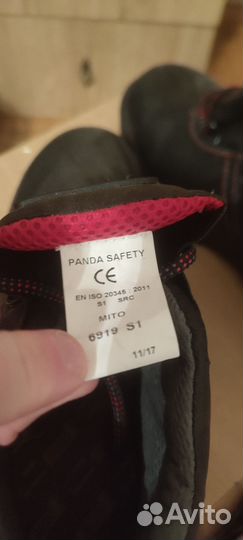 PANDA SAFETY
CE
EN ISO 20345 : 2011
S1 SRC
MITO
6919 S1
11/17
Avito